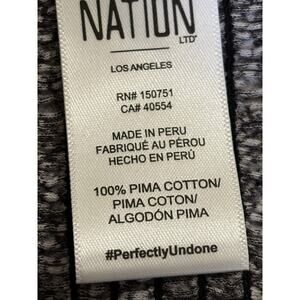 NATION
LTD®
LOS ANGELES
RN# 150751
CA# 40554
MADE IN PERU
FABRIQUÉ AU PÉROU
HECHO EN PERÚ
100% PIMA COTTON/
PIMA COTON/
ALGODÓN PIMA
#PerfectlyUndone